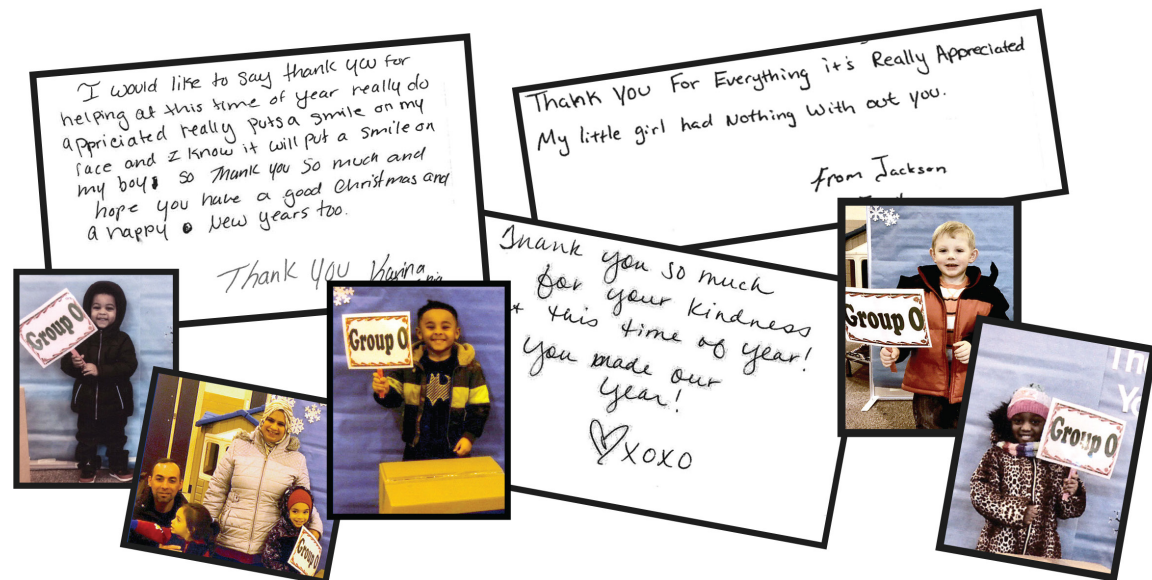 I would like to say thank you for
helping at this time of year really do
appriciated really puts a smile on my
face and I know it will put a smile on
my boys so Thank you so much and
hope you have a good Christmas and
a happy New years too.
Thank you Karina
Thank You For Everything it's Really Appreciated
My little girl had Nothing With out you.
from Jackson
Thank you so much
for your kindness
this time of year!
You made our
year!
xoxo
Group O
Group O
Group O
Group O
Group O